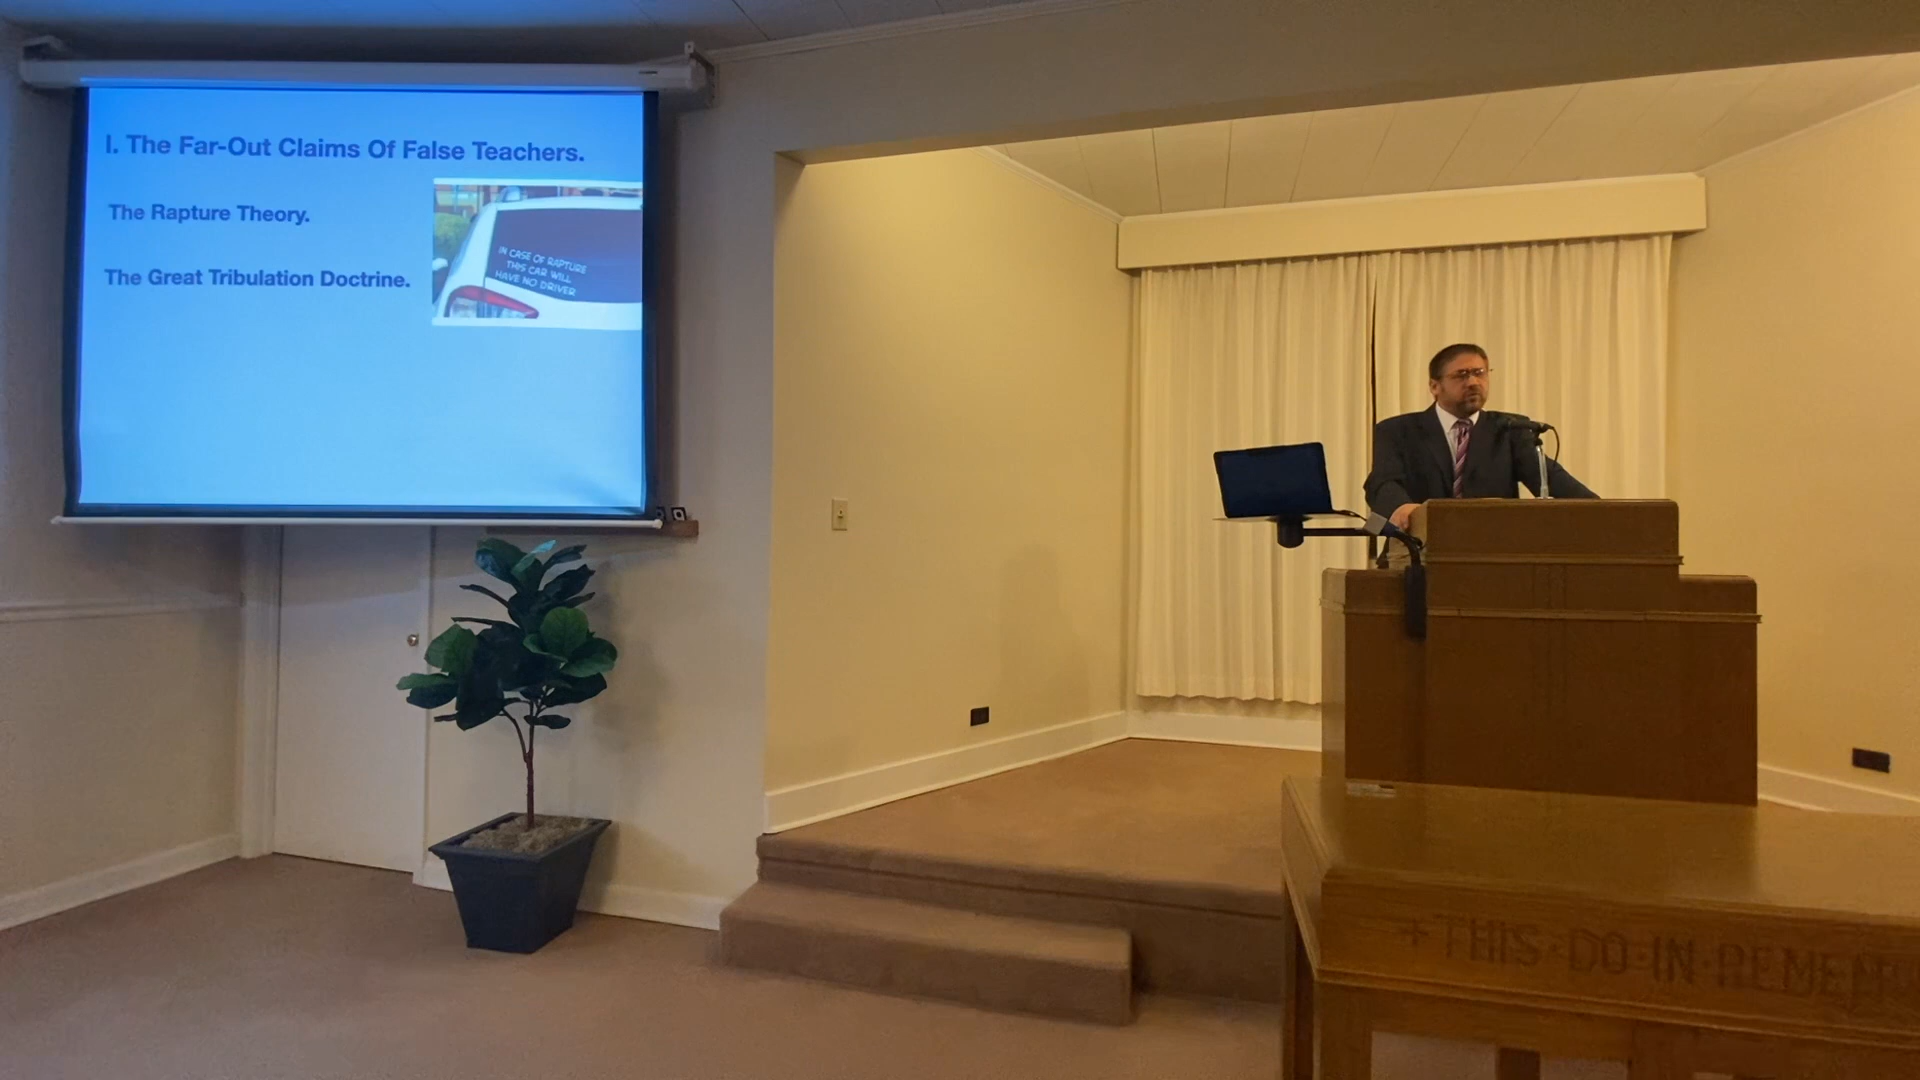 I. The Far-Out Claims Of False Teachers.
The Rapture Theory.
The Great Tribulation Doctrine.
IN CASE OF RAPTURE
THIS CAR WILL
HAVE NO DRIVER
+THIS·DO·IN·REMEM